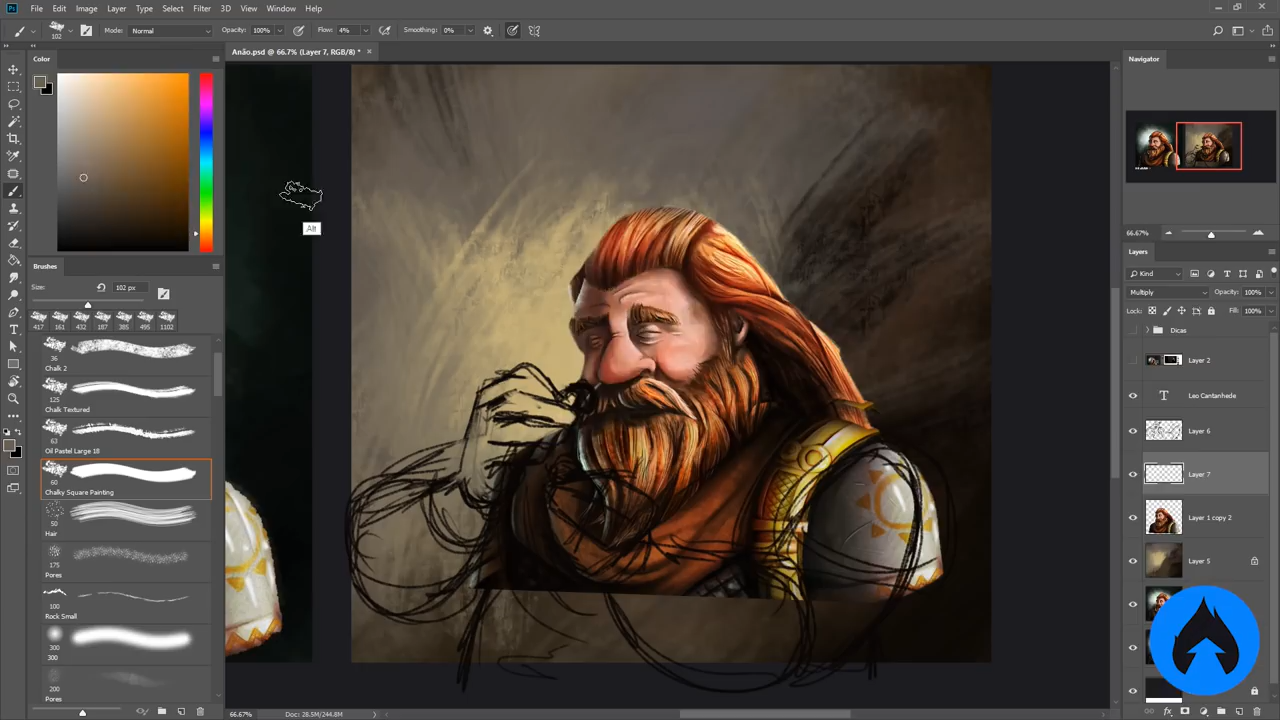 Ps File Edit Image Layer Type Select Filter 3D View Window Help
102 Mode: Normal Opacity: 100% Flow: 4% Smoothing: 0%
Color
Anão.psd @ 66.7% (Layer 7, RGB/8) * ×
Navigator
Alt
66.67%
Layers
Brushes
Kind
Size: 102 px
Multiply Opacity: 100%
Lock: Fill: 100%
417 161 432 187 385 495 1102
Dicas
36
Chalk 2
Layer 2
125
Chalk Textured
T Leo Cantanhede
63
Oil Pastel Large 18
Layer 6
60
Chalky Square Painting
Layer 7
50
Hair
Layer 1 copy 2
175
Pores
Layer 5
100
Rock Small
300
300
200
Pores
66.67% Doc: 28.5M/244.8M
fx